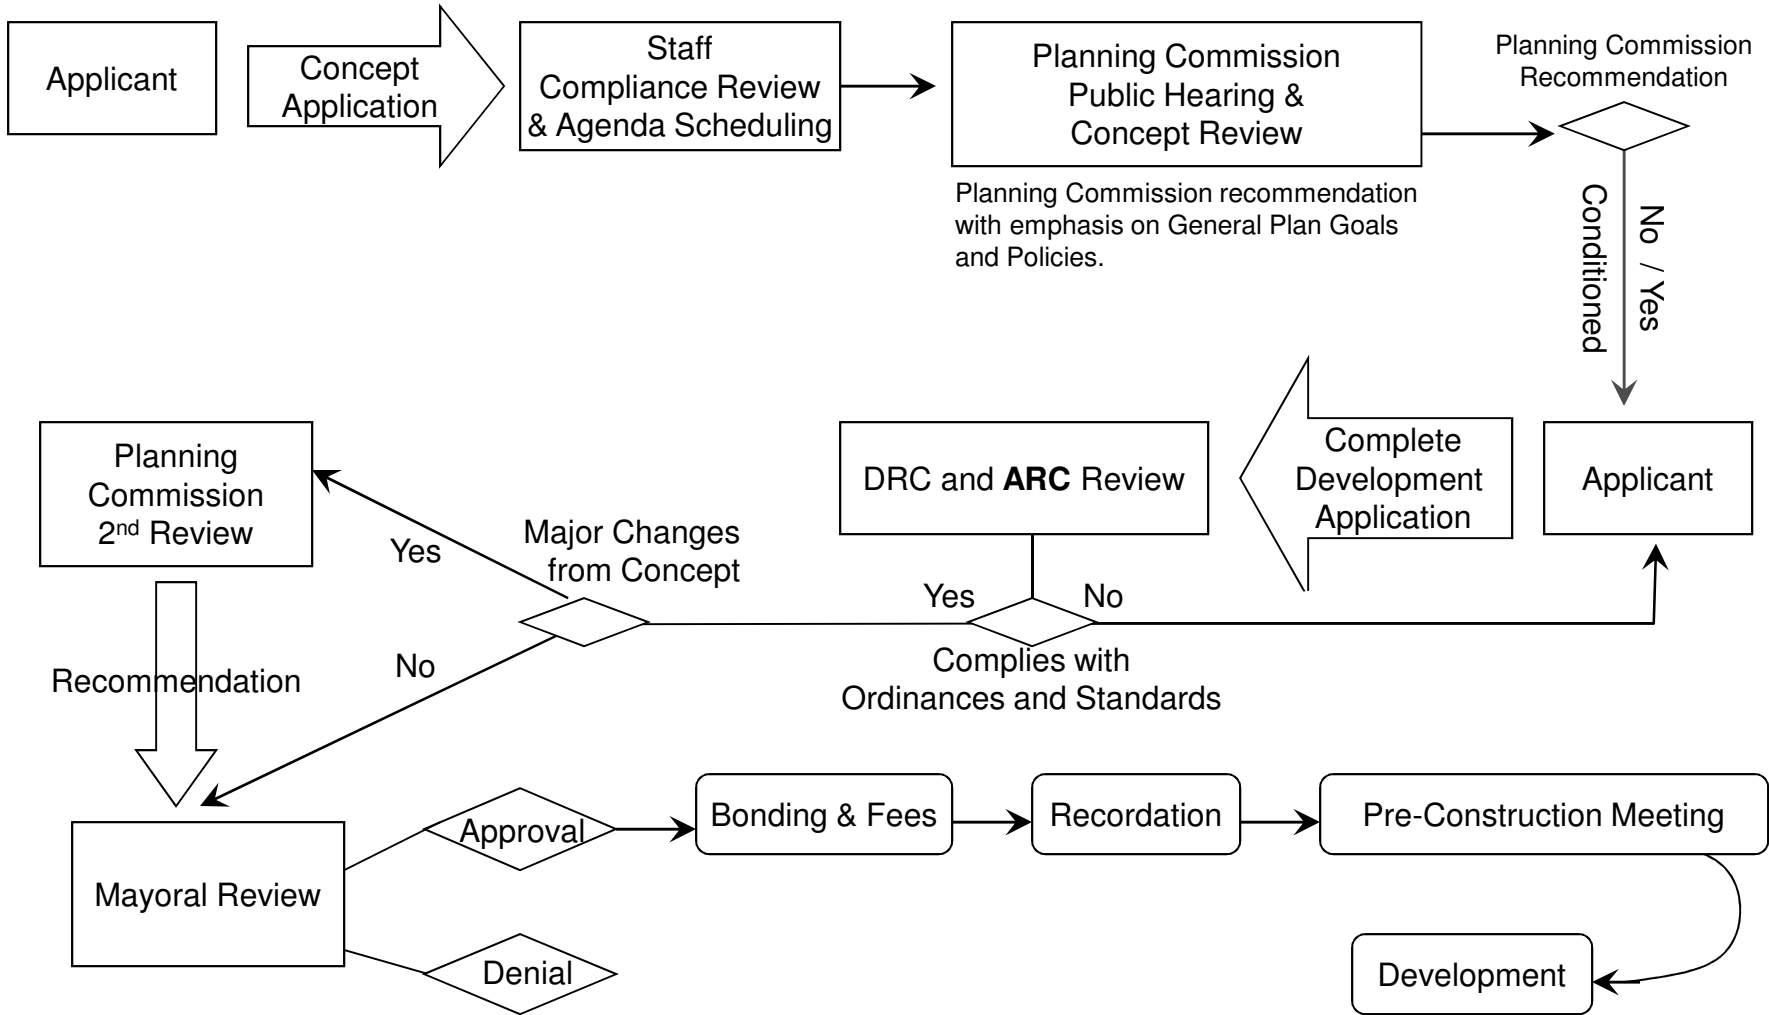 Applicant
Concept
Application
Staff
Compliance Review
& Agenda Scheduling
Planning Commission
Public Hearing &
Concept Review
Planning Commission
Recommendation
Planning Commission recommendation
with emphasis on General Plan Goals
and Policies.
No / Yes
Conditioned
Planning
Commission
2nd Review
DRC and ARC Review
Complete
Development
Application
Applicant
Major Changes
from Concept
Yes
Yes
No
No
Complies with
Ordinances and Standards
Recommendation
Mayoral Review
Approval
Bonding & Fees
Recordation
Pre-Construction Meeting
Denial
Development